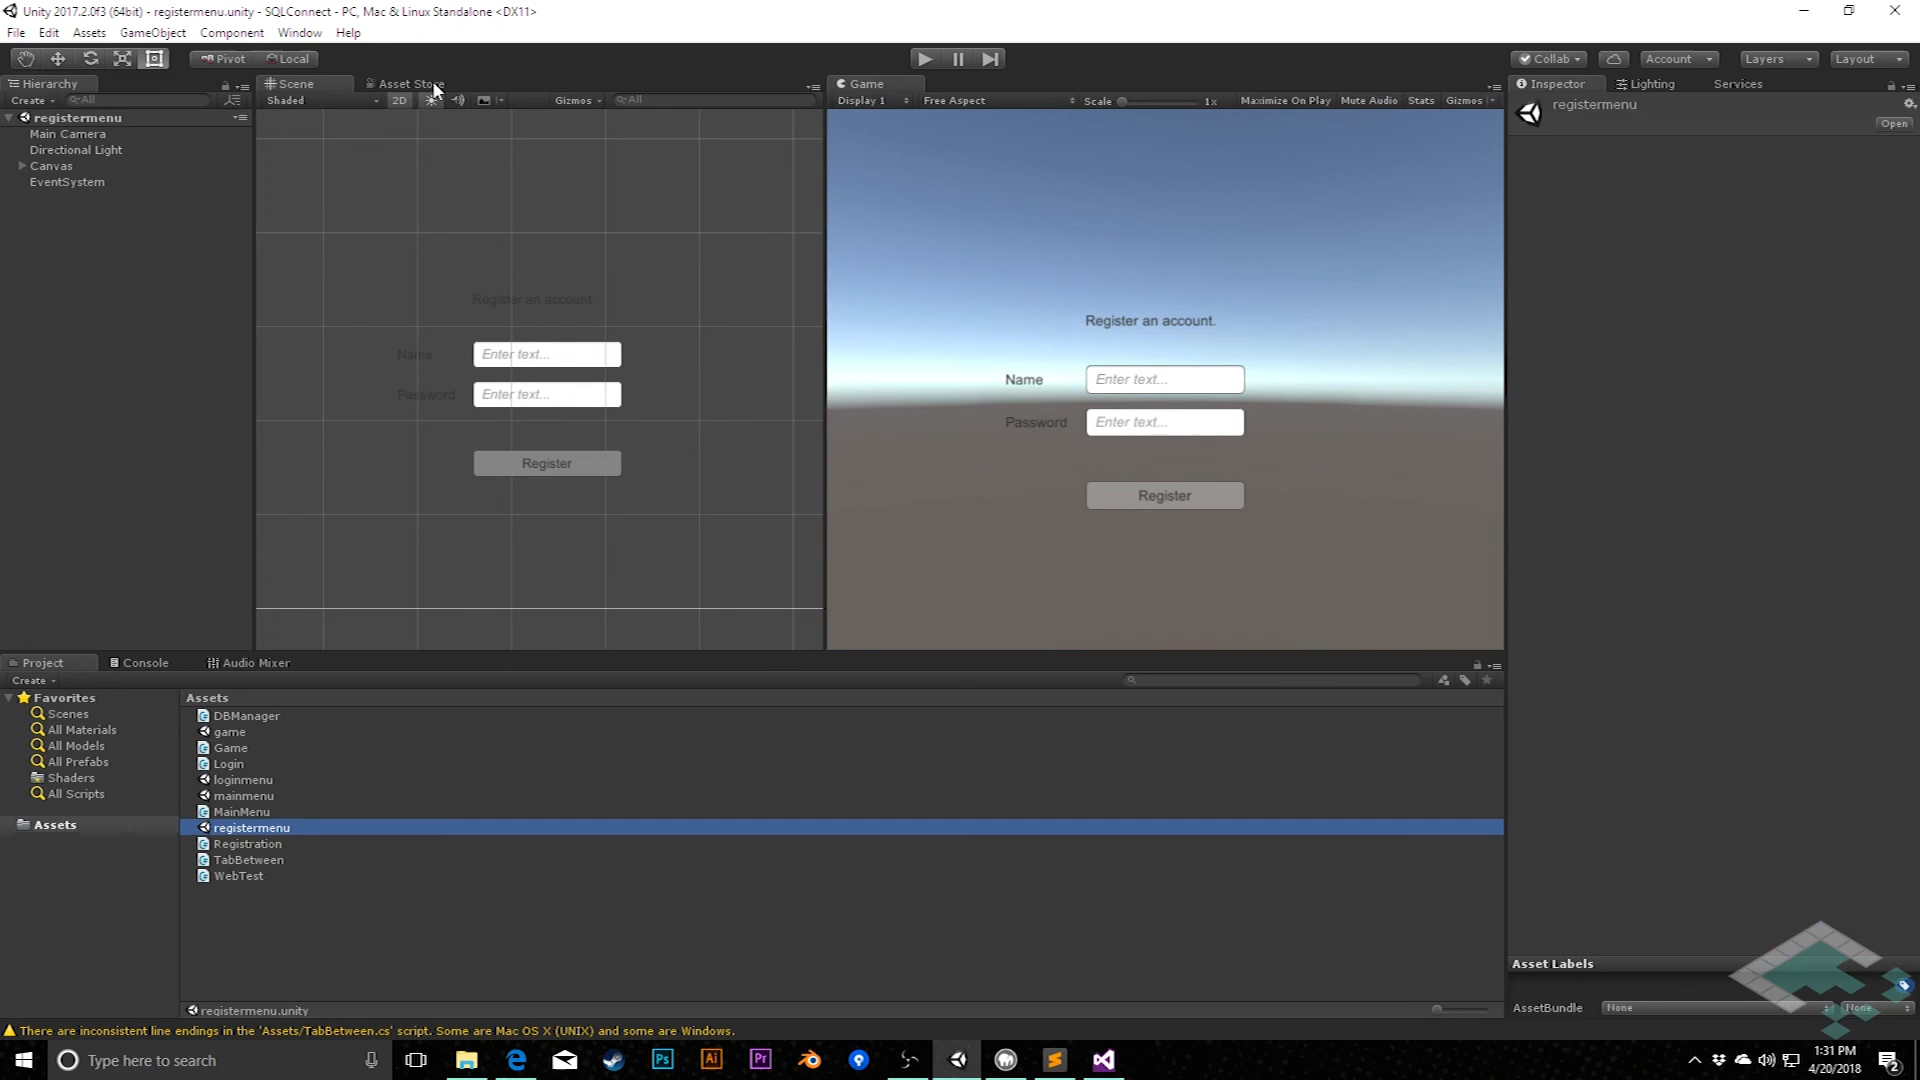 Unity 2017.2.0f3 (64bit) - registermenu.unity - SQLConnect - PC, Mac & Linux Standalone <DX11>
File Edit Assets GameObject Component Window Help
Pivot Local Collab Account Layers Layout
Hierarchy Scene Asset Store Game Inspector Lighting Services
Create All Shaded 2D Gizmos All Display 1 Free Aspect Scale 1x Maximize On Play Mute Audio Stats Gizmos registermenu
Open
registermenu
Main Camera
Directional Light
Canvas
EventSystem
Register an account.
Name Enter text...
Password Enter text...
Register
Register an account.
Name Enter text...
Password Enter text...
Register
Project Console Audio Mixer
Create
Favorites
Scenes
All Materials
All Models
All Prefabs
Shaders
All Scripts
Assets
Assets
DBManager
game
Game
Login
loginmenu
mainmenu
MainMenu
registermenu
Registration
TabBetween
WebTest
registermenu.unity
Asset Labels
AssetBundle None None
There are inconsistent line endings in the 'Assets/TabBetween.cs' script. Some are Mac OS X (UNIX) and some are Windows.
Type here to search
Ps
Ai
Pr
1:31 PM
4/20/2018
2